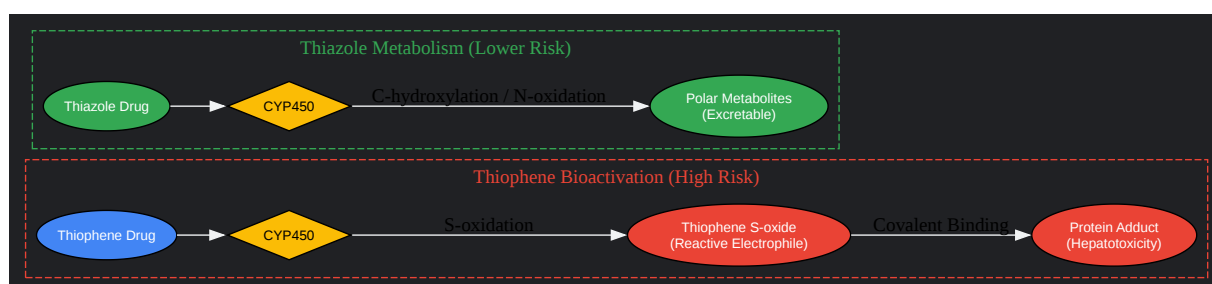 Thiazole Metabolism (Lower Risk)
Thiazole Drug
CYP450
C-hydroxylation / N-oxidation
Polar Metabolites
(Excretable)
Thiophene Bioactivation (High Risk)
Thiophene Drug
CYP450
S-oxidation
Thiophene S-oxide
(Reactive Electrophile)
Covalent Binding
Protein Adduct
(Hepatotoxicity)